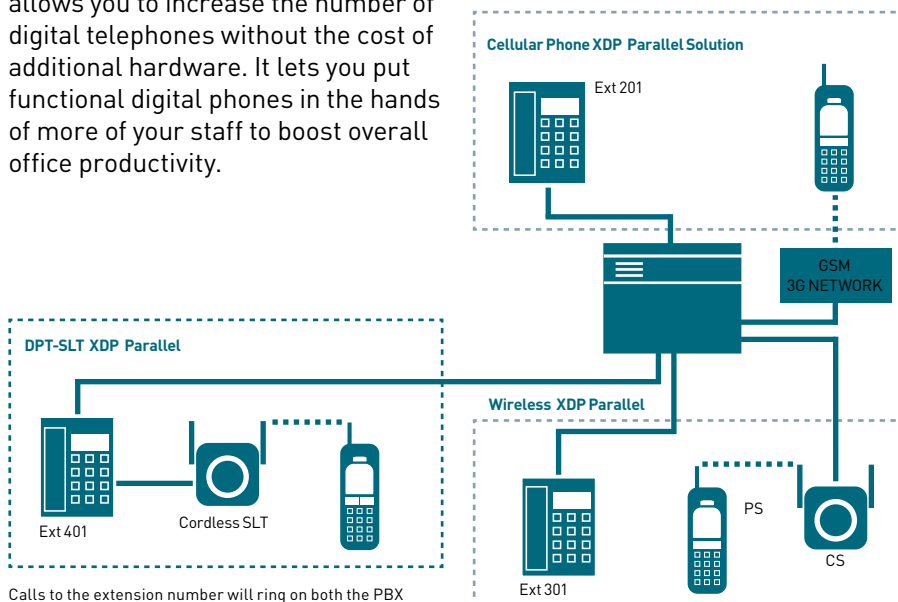 allows you to increase the number of
digital telephones without the cost of
additional hardware. It lets you put
functional digital phones in the hands
of more of your staff to boost overall
office productivity.
Cellular Phone XDP Parallel Solution
Ext 201
GSM
3G NETWORK
DPT-SLT XDP Parallel
Ext 401
Cordless SLT
Wireless XDP Parallel
PS
CS
Ext 301
Calls to the extension number will ring on both the PBX